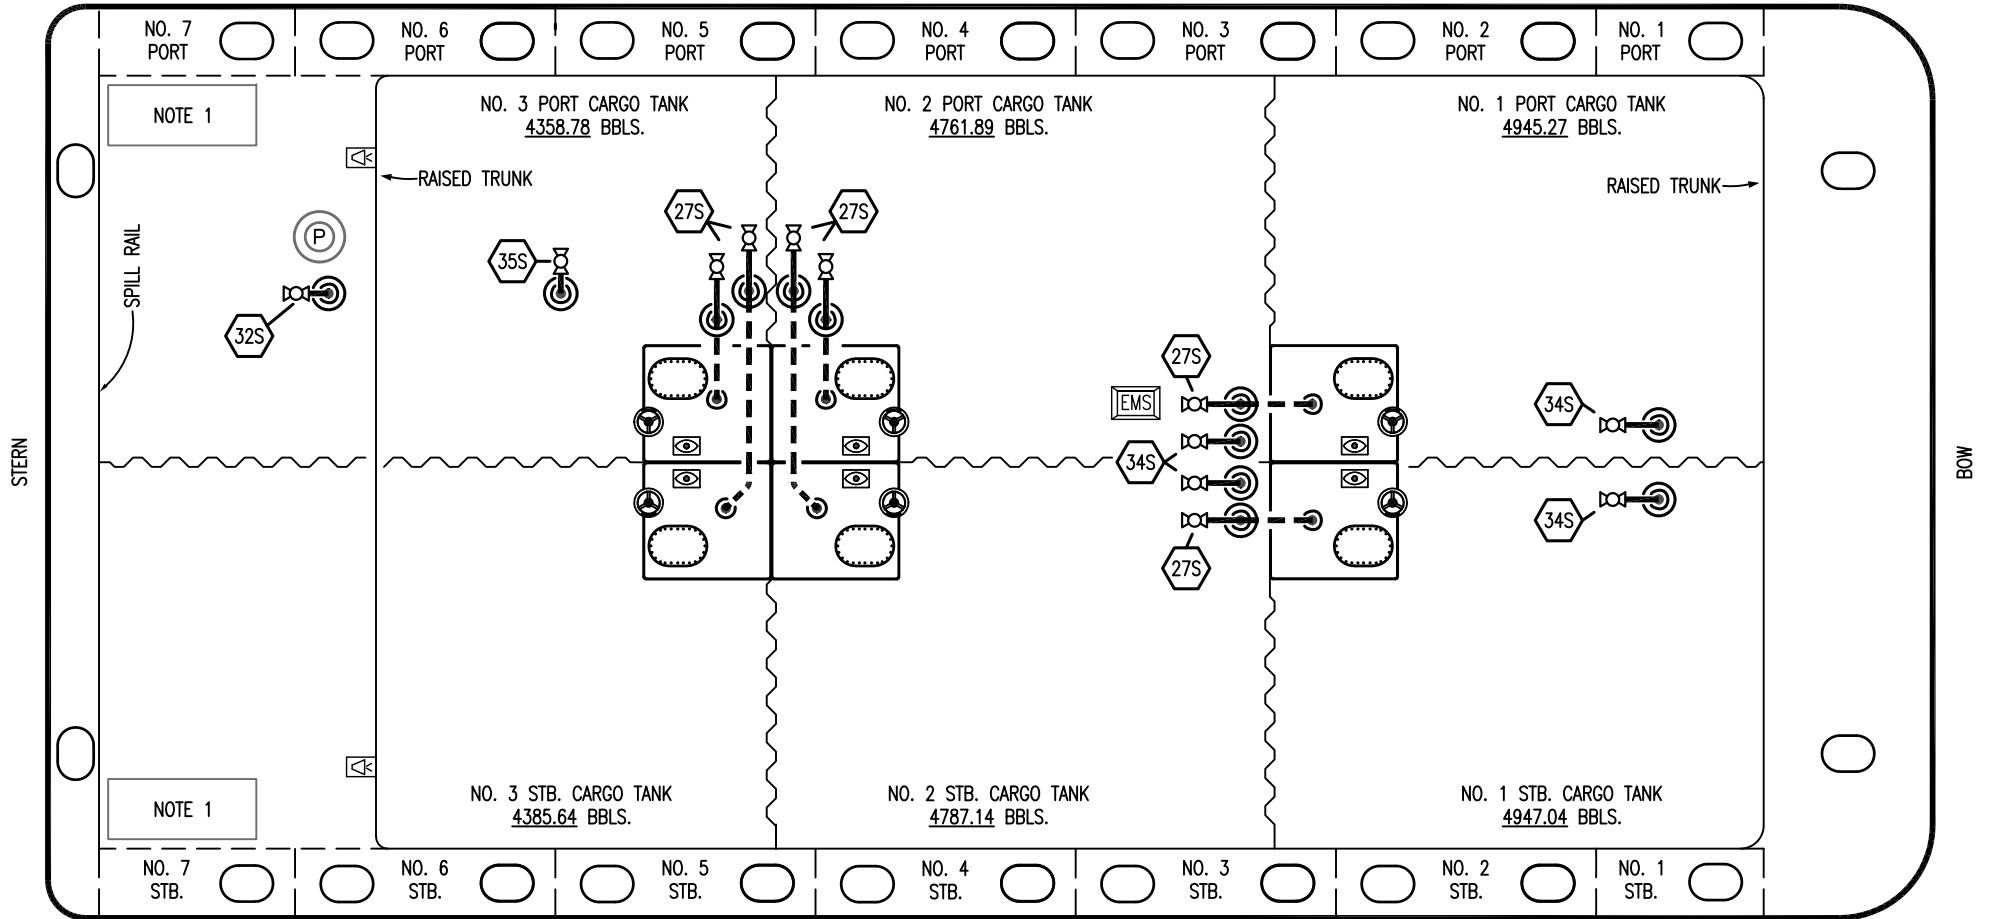 NO. 7
PORT
NO. 6
PORT
NO. 5
PORT
NO. 4
PORT
NO. 3
PORT
NO. 2
PORT
NO. 1
PORT
NOTE 1
NO. 3 PORT CARGO TANK
4358.78 BBLS.
NO. 2 PORT CARGO TANK
4761.89 BBLS.
NO. 1 PORT CARGO TANK
4945.27 BBLS.
RAISED TRUNK
RAISED TRUNK
SPILL RAIL
P
32S
35S
27S
27S
27S
EMS
34S
34S
34S
27S
STERN
BOW
NOTE 1
NO. 3 STB. CARGO TANK
4385.64 BBLS.
NO. 2 STB. CARGO TANK
4787.14 BBLS.
NO. 1 STB. CARGO TANK
4947.04 BBLS.
NO. 7
STB.
NO. 6
STB.
NO. 5
STB.
NO. 4
STB.
NO. 3
STB.
NO. 2
STB.
NO. 1
STB.